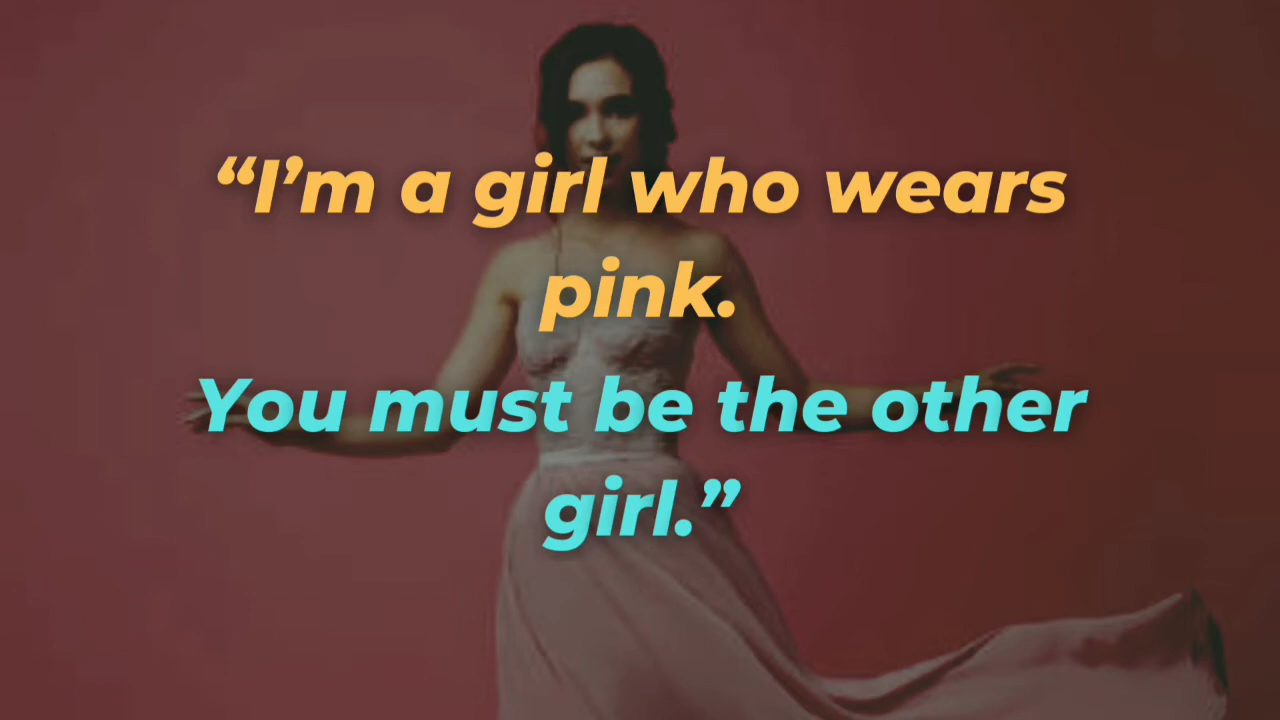 “I’m a girl who wears
pink.
You must be the other
girl.”